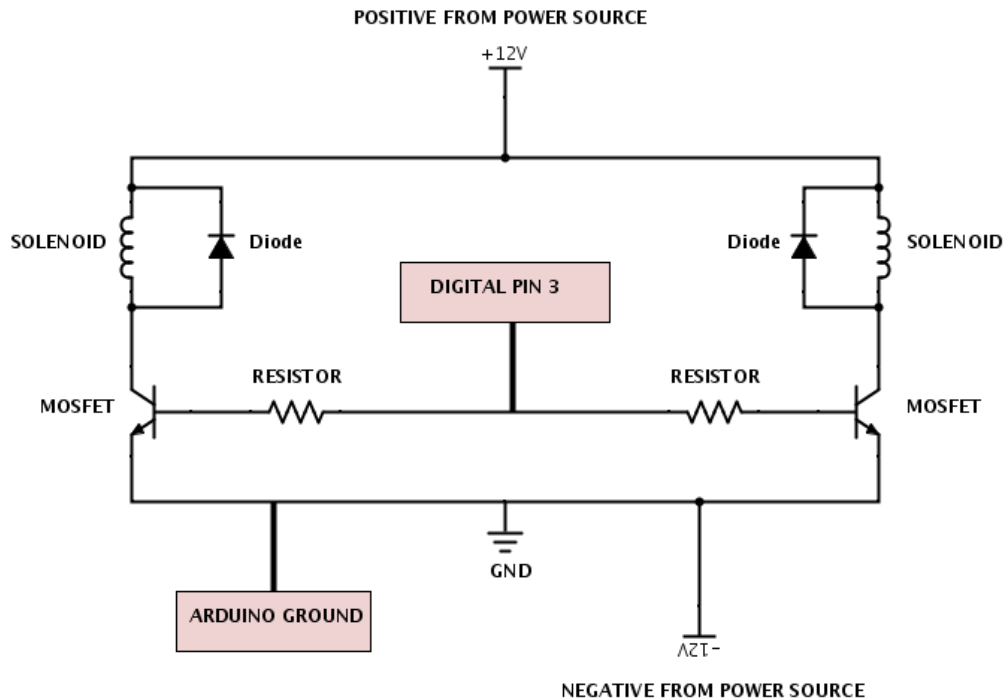 POSITIVE FROM POWER SOURCE
+12V
SOLENOID
Diode
Diode
SOLENOID
DIGITAL PIN 3
RESISTOR
RESISTOR
MOSFET
MOSFET
GND
ARDUINO GROUND
-12V
NEGATIVE FROM POWER SOURCE